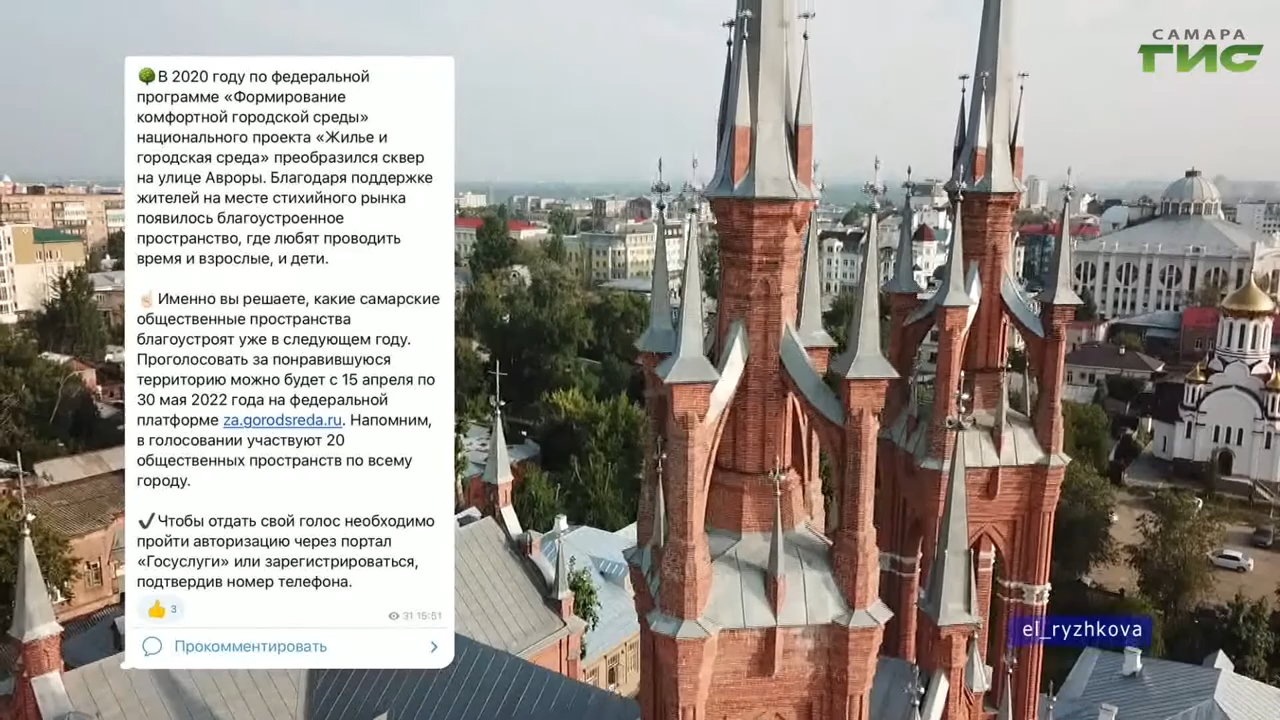 🌳В 2020 году по федеральной
программе «Формирование
комфортной городской среды»
национального проекта «Жилье и
городская среда» преобразился сквер
на улице Авроры. Благодаря поддержке
жителей на месте стихийного рынка
появилось благоустроенное
пространство, где любят проводить
время и взрослые, и дети.
☝🏻Именно вы решаете, какие самарские
общественные пространства
благоустроят уже в следующем году.
Проголосовать за понравившуюся
территорию можно будет с 15 апреля по
30 мая 2022 года на федеральной
платформе za.gorodsreda.ru. Напомним,
в голосовании участвуют 20
общественных пространств по всему
городу.
✔Чтобы отдать свой голос необходимо
пройти авторизацию через портал
«Госуслуги» или зарегистрироваться,
подтвердив номер телефона.
👍 3
31 15:51
Прокомментировать
САМАРА
ГИС
el_ryzhkova